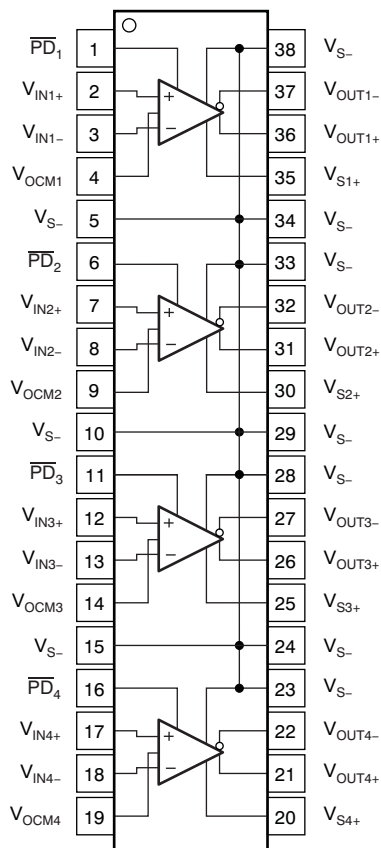 PD1 1 38 VS–
VIN1+ 2 + 37 VOUT1–
VIN1– 3 − 36 VOUT1+
VOCM1 4 35 VS1+
VS– 5 34 VS–
PD2 6 33 VS–
VIN2+ 7 + 32 VOUT2–
VIN2– 8 − 31 VOUT2+
VOCM2 9 30 VS2+
VS– 10 29 VS–
PD3 11 28 VS–
VIN3+ 12 + 27 VOUT3–
VIN3– 13 − 26 VOUT3+
VOCM3 14 25 VS3+
VS– 15 24 VS–
PD4 16 23 VS–
VIN4+ 17 + 22 VOUT4–
VIN4– 18 − 21 VOUT4+
VOCM4 19 20 VS4+